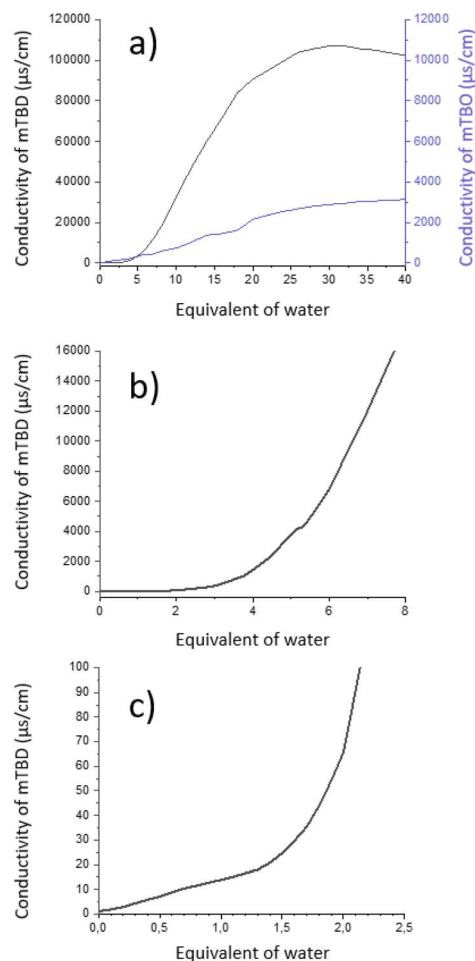 a)
Conductivity of mTBD (µs/cm)
120000
100000
80000
60000
40000
20000
0
12000
10000
8000
6000
4000
2000
0
Conductivity of mTBO (µs/cm)
0 5 10 15 20 25 30 35 40
Equivalent of water
b)
Conductivity of mTBD (µs/cm)
16000
14000
12000
10000
8000
6000
4000
2000
0
0 2 4 6 8
Equivalent of water
c)
Conductivity of mTBD (µs/cm)
100
90
80
70
60
50
40
30
20
10
0
0,0 0,5 1,0 1,5 2,0 2,5
Equivalent of water